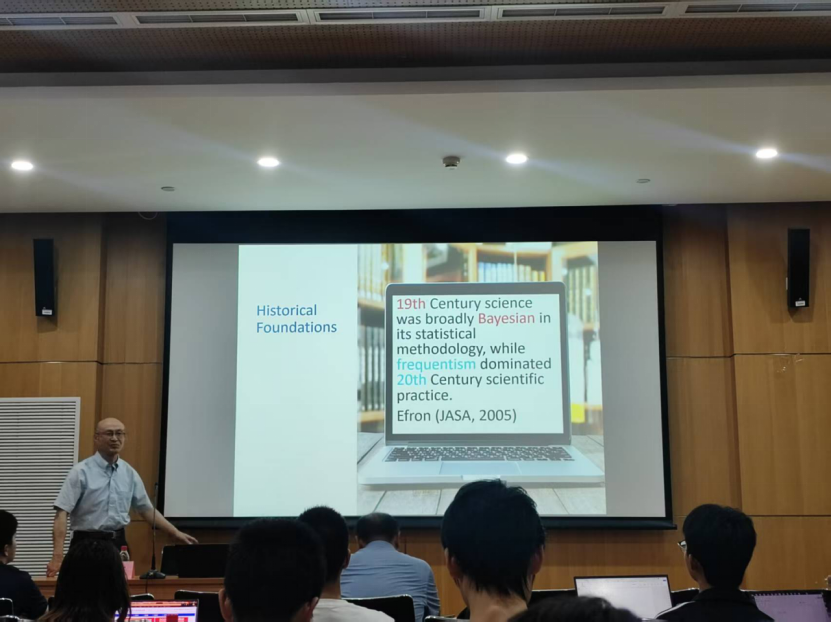 Historical
Foundations
19th Century science
was broadly Bayesian in
its statistical
methodology, while
frequentism dominated
20th Century scientific
practice.
Efron (JASA, 2005)